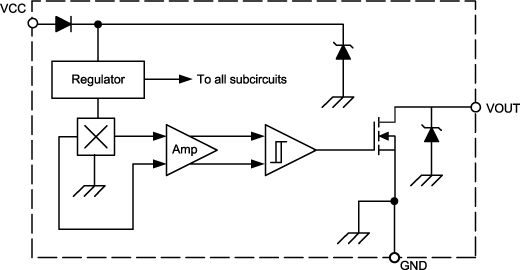 VCC
Regulator
To all subcircuits
VOUT
Amp
GND